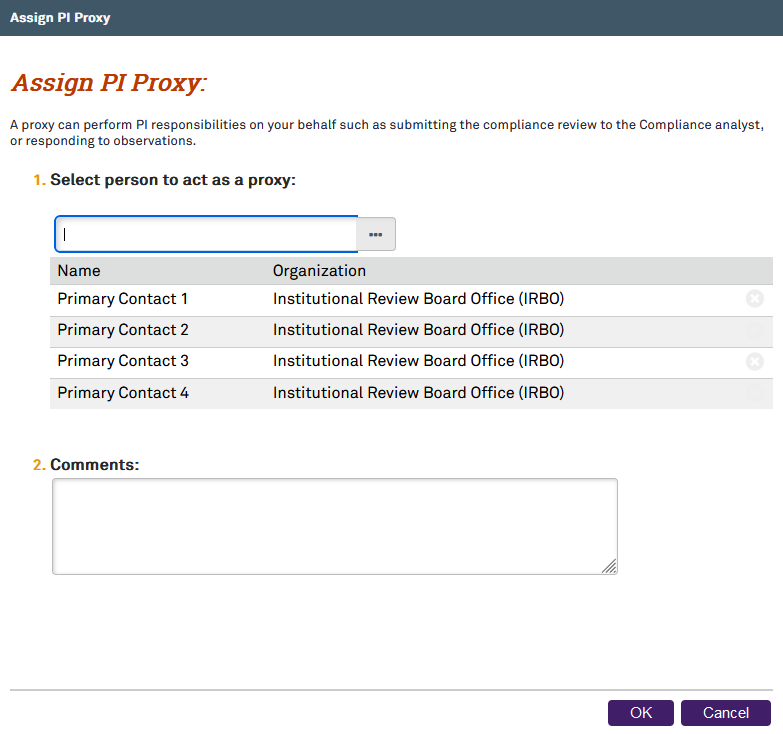 Assign PI Proxy
Assign PI Proxy:
A proxy can perform PI responsibilities on your behalf such as submitting the compliance review to the Compliance analyst,
or responding to observations.
1. Select person to act as a proxy:
...
Name Organization
Primary Contact 1 Institutional Review Board Office (IRBO)
Primary Contact 2 Institutional Review Board Office (IRBO)
Primary Contact 3 Institutional Review Board Office (IRBO)
Primary Contact 4 Institutional Review Board Office (IRBO)
2. Comments:
OK Cancel